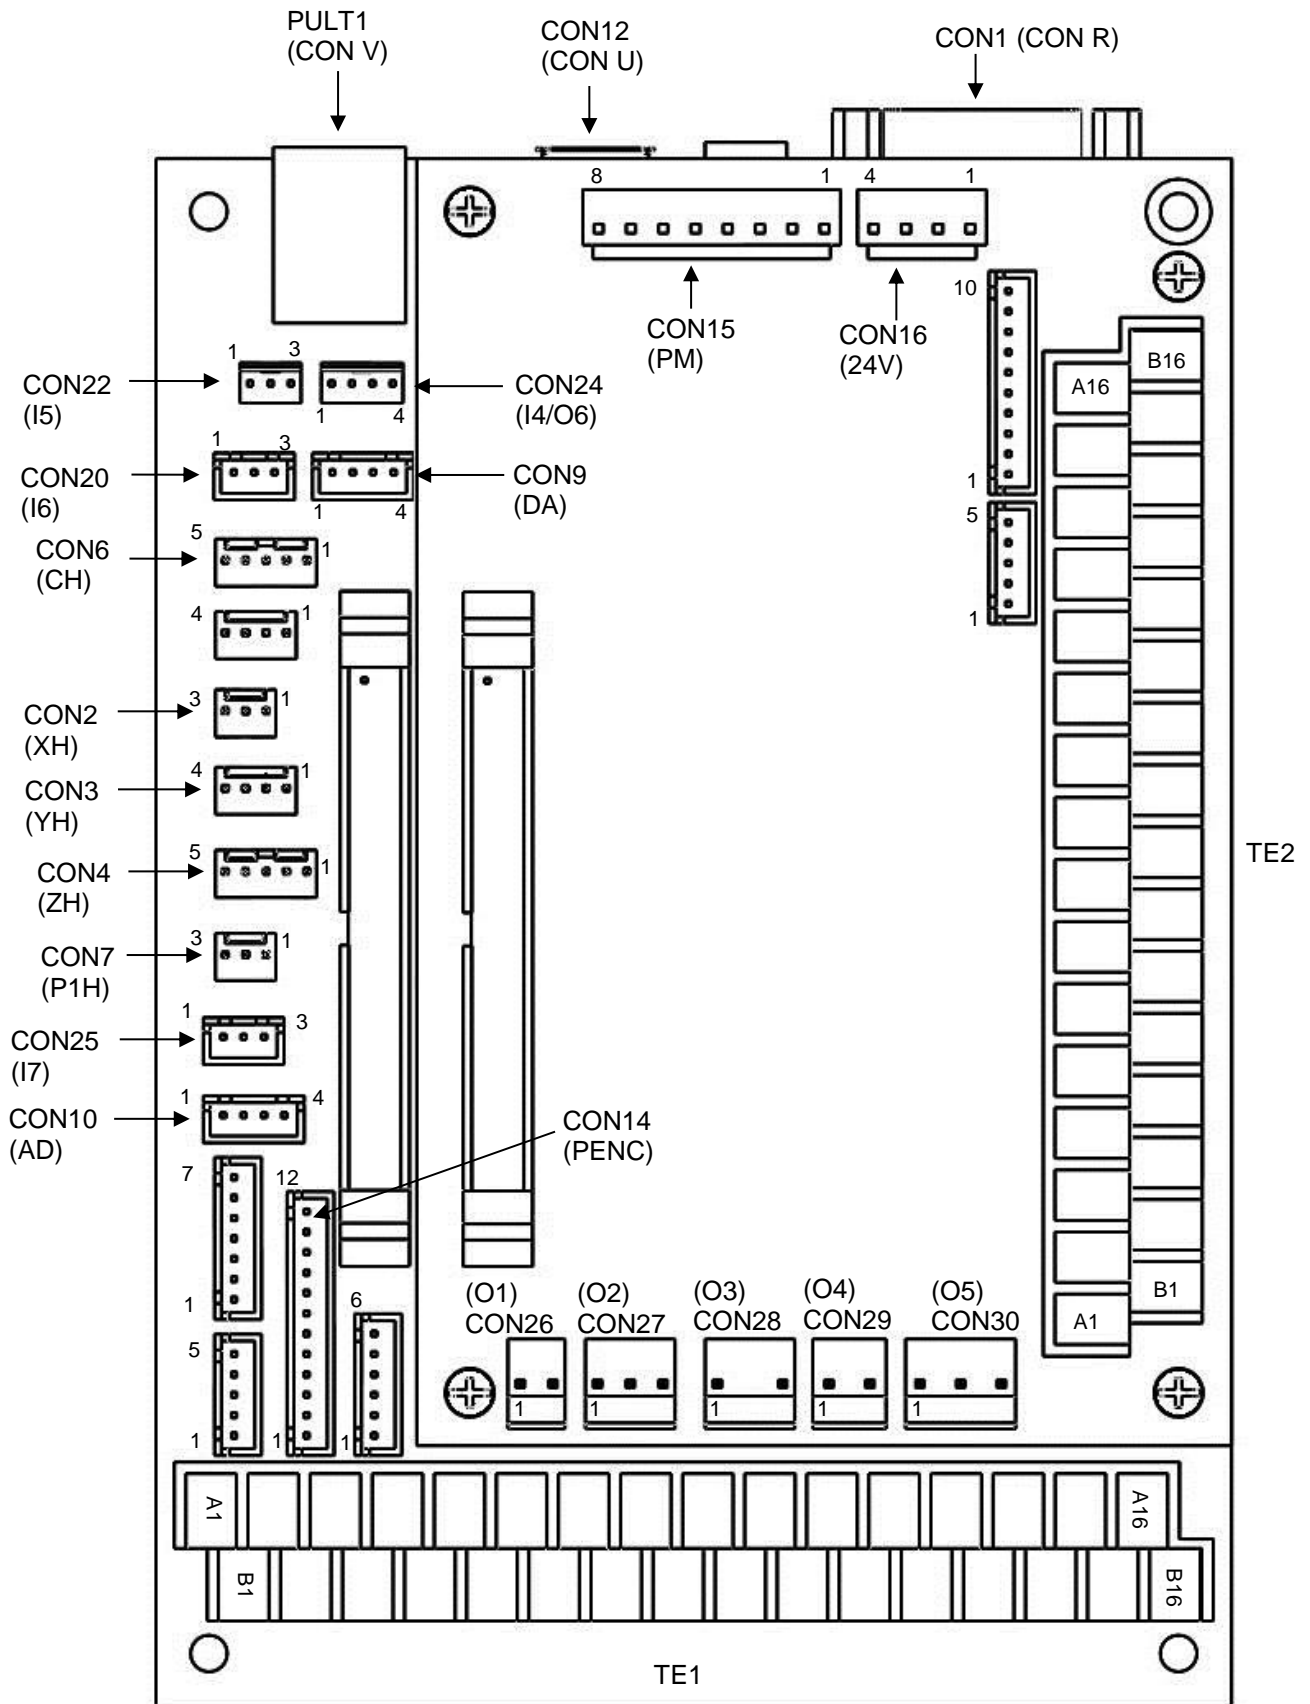 PULT1
(CON V)
CON12
(CON U)
CON1 (CON R)
8
1
4
1
CON15
(PM)
CON16
(24V)
10
1
5
1
1
3
CON22
(I5)
1
4
CON24
(I4/O6)
1
3
CON20
(I6)
1
4
CON9
(DA)
5
1
CON6
(CH)
4
1
3
1
CON2
(XH)
4
1
CON3
(YH)
5
1
CON4
(ZH)
3
1
CON7
(P1H)
1
3
CON25
(I7)
1
4
CON10
(AD)
CON14
(PENC)
7
1
12
1
5
1
6
1
(O1)
CON26
1
(O2)
CON27
1
(O3)
CON28
1
(O4)
CON29
1
(O5)
CON30
1
A16
B16
TE2
B1
A1
A1
A16
B1
B16
TE1